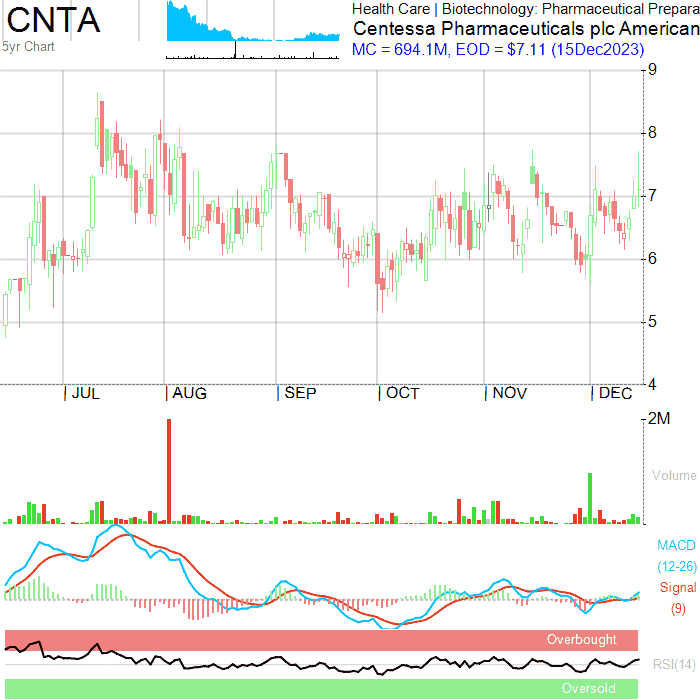 CNTA
5yr Chart
Health Care | Biotechnology: Pharmaceutical Prepara
Centessa Pharmaceuticals plc American
MC = 694.1M, EOD = $7.11 (15Dec2023)
9
8
7
6
5
4
JUL
AUG
SEP
OCT
NOV
DEC
2M
Volume
MACD
(12-26)
Signal
(9)
Overbought
RSI(14)
Oversold